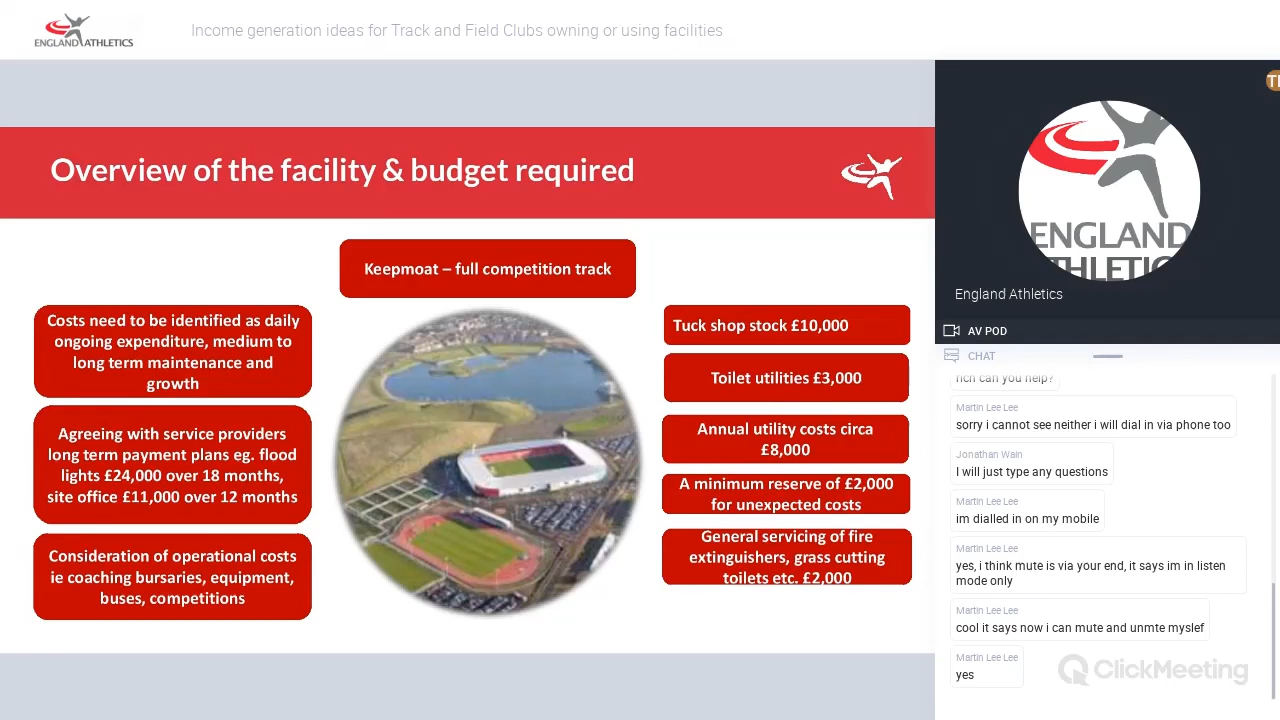 ENGLAND ATHLETICS
Income generation ideas for Track and Field Clubs owning or using facilities
Overview of the facility & budget required
Keepmoat – full competition track
Costs need to be identified as daily
ongoing expenditure, medium to
long term maintenance and
growth
Agreeing with service providers
long term payment plans eg. flood
lights £24,000 over 18 months,
site office £11,000 over 12 months
Consideration of operational costs
ie coaching bursaries, equipment,
buses, competitions
Tuck shop stock £10,000
Toilet utilities £3,000
Annual utility costs circa
£8,000
A minimum reserve of £2,000
for unexpected costs
General servicing of fire
extinguishers, grass cutting
toilets etc. £2,000
ENGLAND
ATHLETIC
England Athletics
AV POD
CHAT
rich can you help?
Martin Lee Lee
sorry i cannot see neither i will dial in via phone too
Jonathan Wain
I will just type any questions
Martin Lee Lee
im dialled in on my mobile
Martin Lee Lee
yes, i think mute is via your end, it says im in listen
mode only
Martin Lee Lee
cool it says now i can mute and unmte myslef
Martin Lee Lee
yes
ClickMeeting